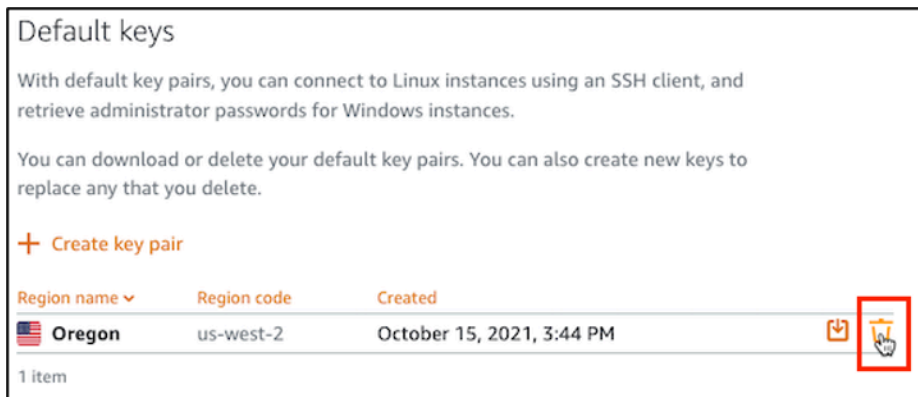 Default keys
With default key pairs, you can connect to Linux instances using an SSH client, and
retrieve administrator passwords for Windows instances.
You can download or delete your default key pairs. You can also create new keys to
replace any that you delete.
+ Create key pair
Region name Region code Created
Oregon us-west-2 October 15, 2021, 3:44 PM
1 item